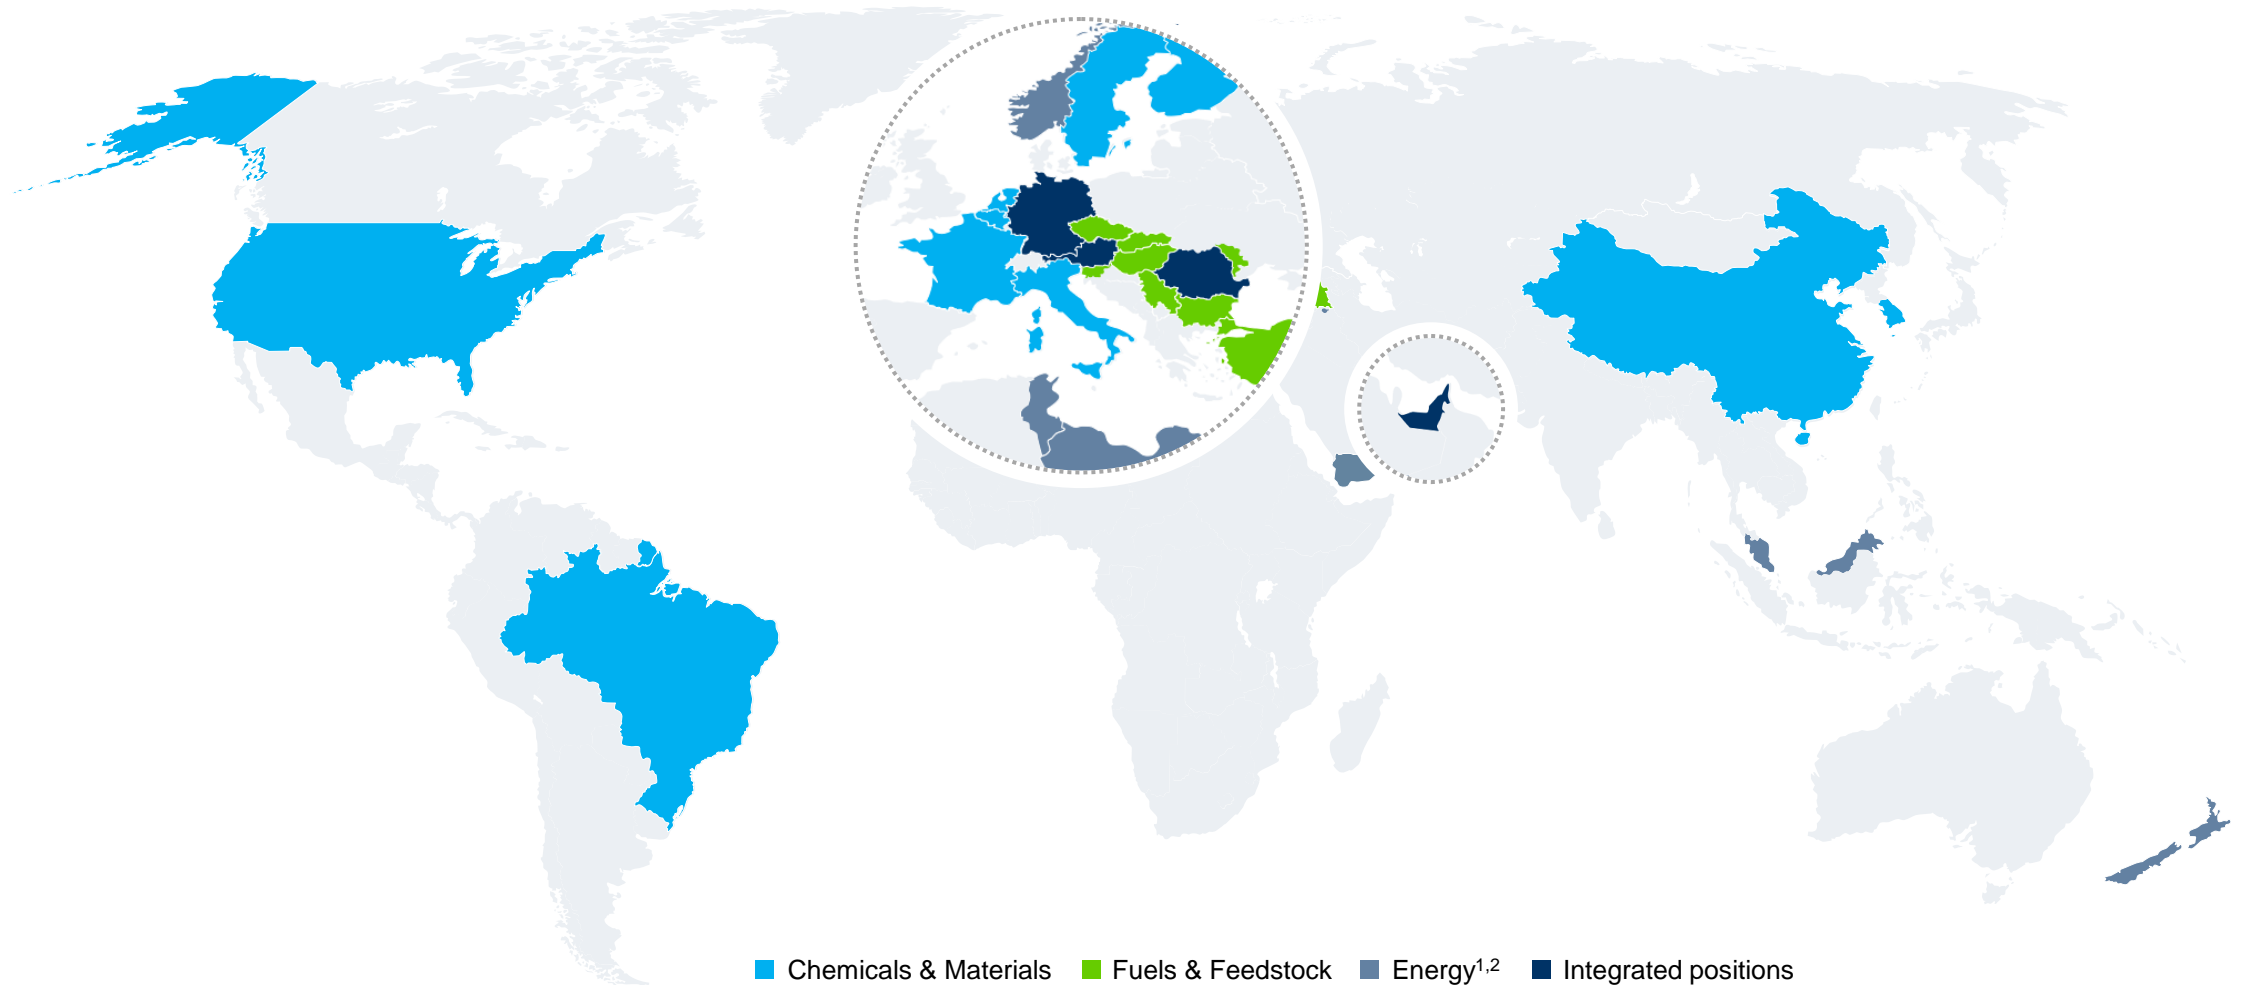 Chemicals & Materials Fuels & Feedstock Energy1,2 Integrated positions